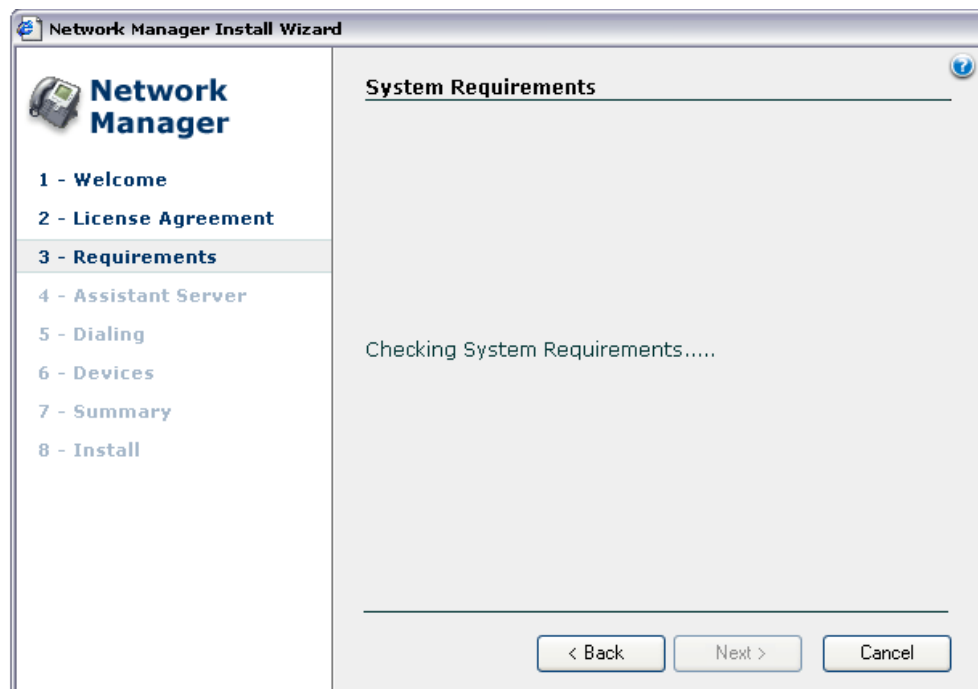 Network Manager Install Wizard
Network
Manager
1 - Welcome
2 - License Agreement
3 - Requirements
4 - Assistant Server
5 - Dialing
6 - Devices
7 - Summary
8 - Install
?
System Requirements
Checking System Requirements.....
< Back
Next >
Cancel